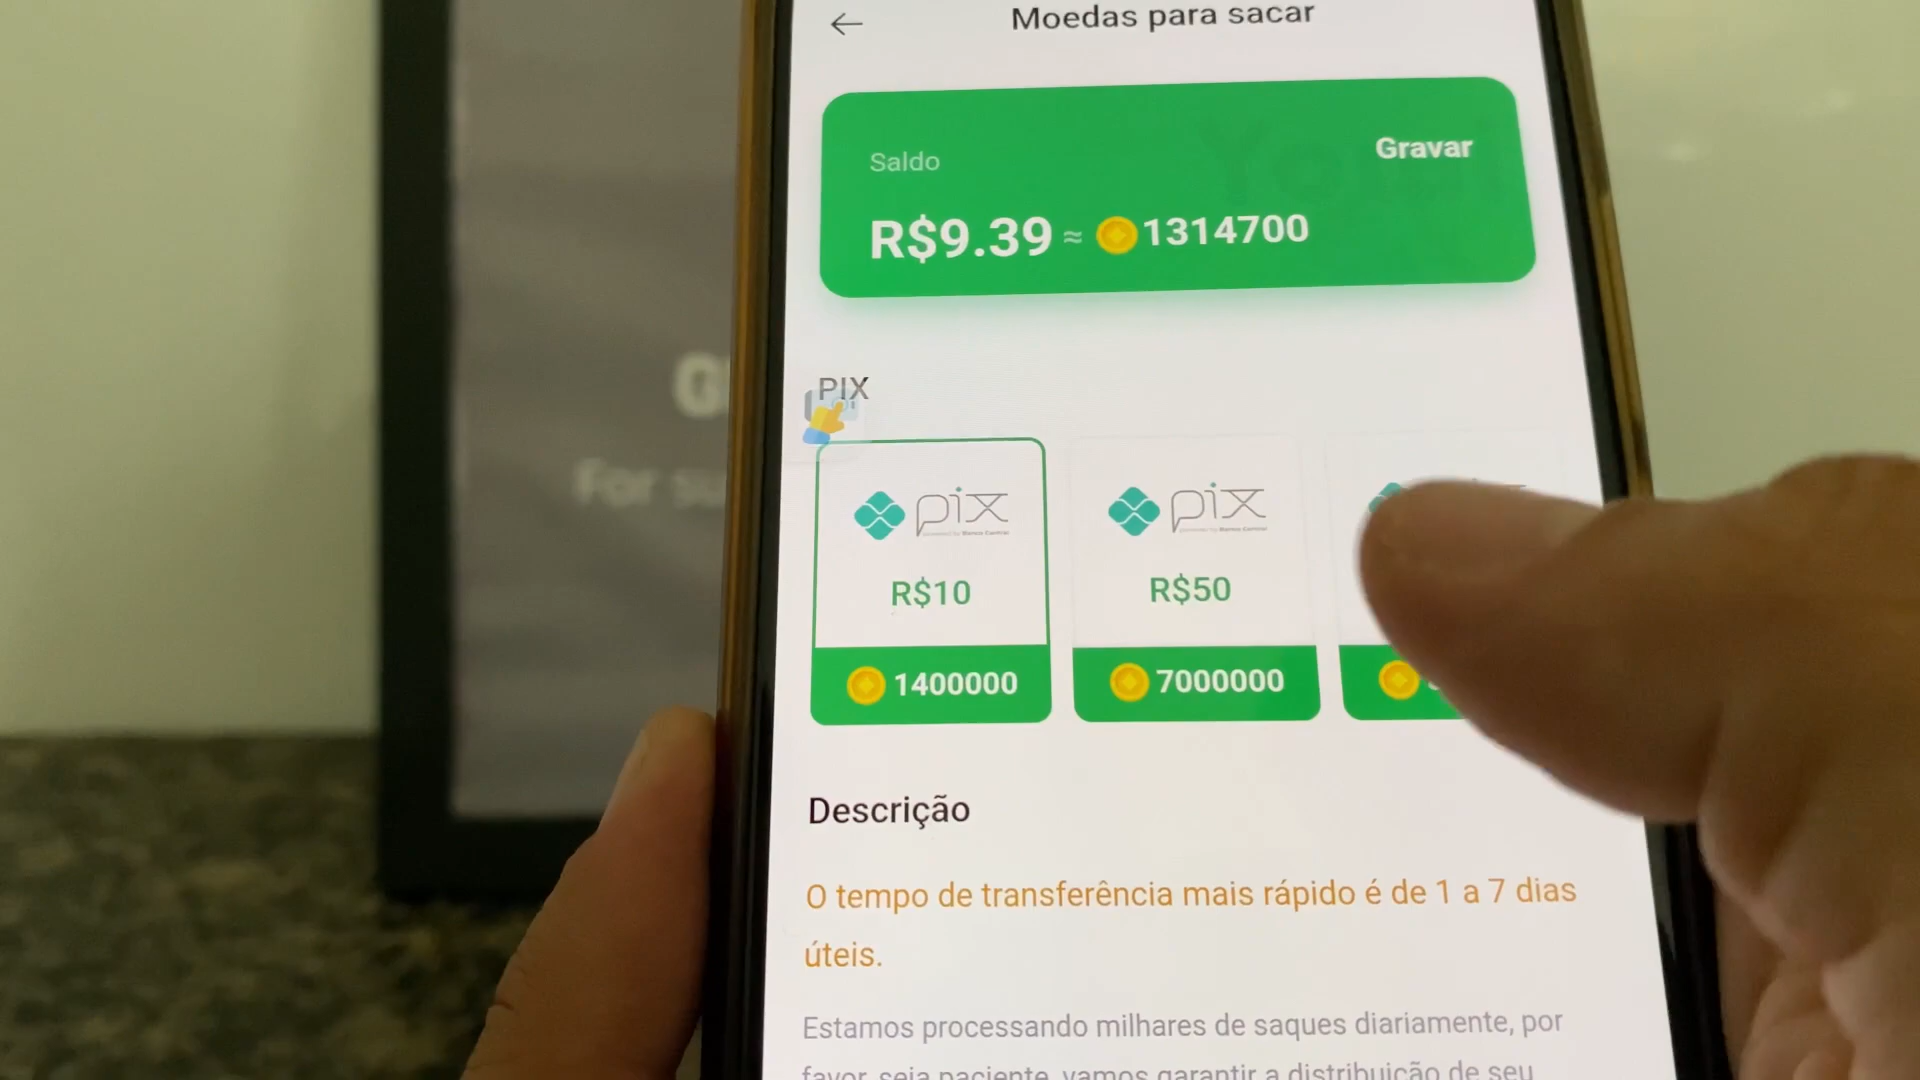 Moedas para sacar
Saldo
Gravar
R$9.39 ≈ 1314700
PIX
pix
pix
R$10
R$50
1400000
7000000
Descrição
O tempo de transferência mais rápido é de 1 a 7 dias
úteis.
Estamos processando milhares de saques diariamente, por
favor, seja paciente, vamos garantir a distribuição de seu
G
For su